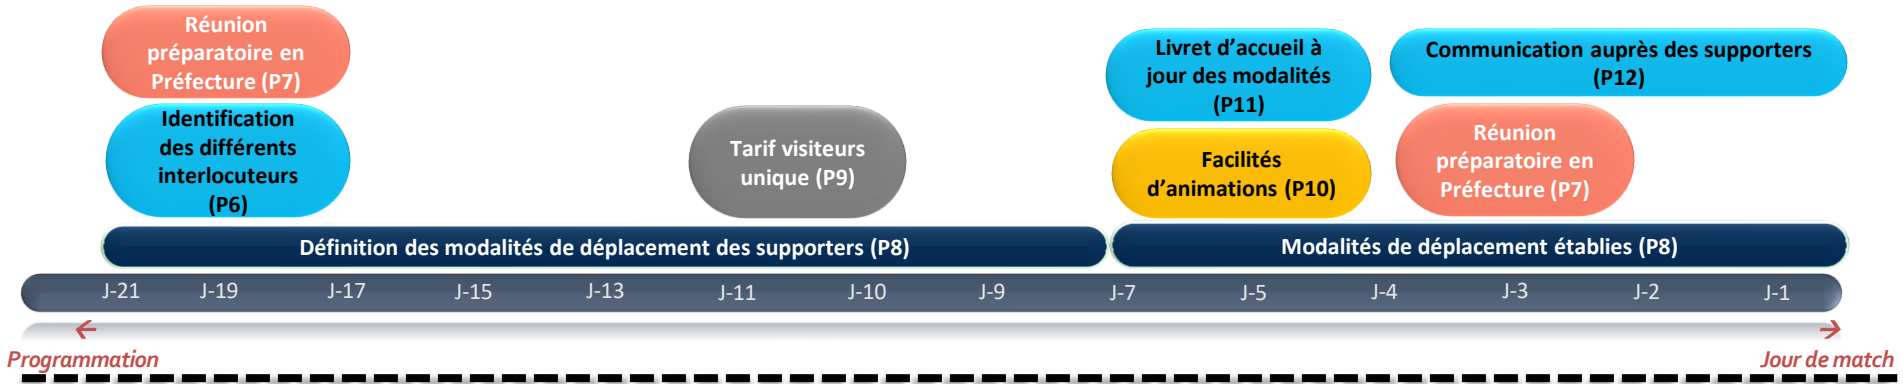 Réunion
préparatoire en
Préfecture (P7)
Identification
des différents
interlocuteurs
(P6)
Tarif visiteurs
unique (P9)
Livret d’accueil à
jour des modalités
(P11)
Facilités
d’animations (P10)
Communication auprès des supporters
(P12)
Réunion
préparatoire en
Préfecture (P7)
Définition des modalités de déplacement des supporters (P8)
Modalités de déplacement établies (P8)
J-21 J-19 J-17 J-15 J-13 J-11 J-10 J-9 J-7 J-5 J-4 J-3 J-2 J-1
Programmation
Jour de match